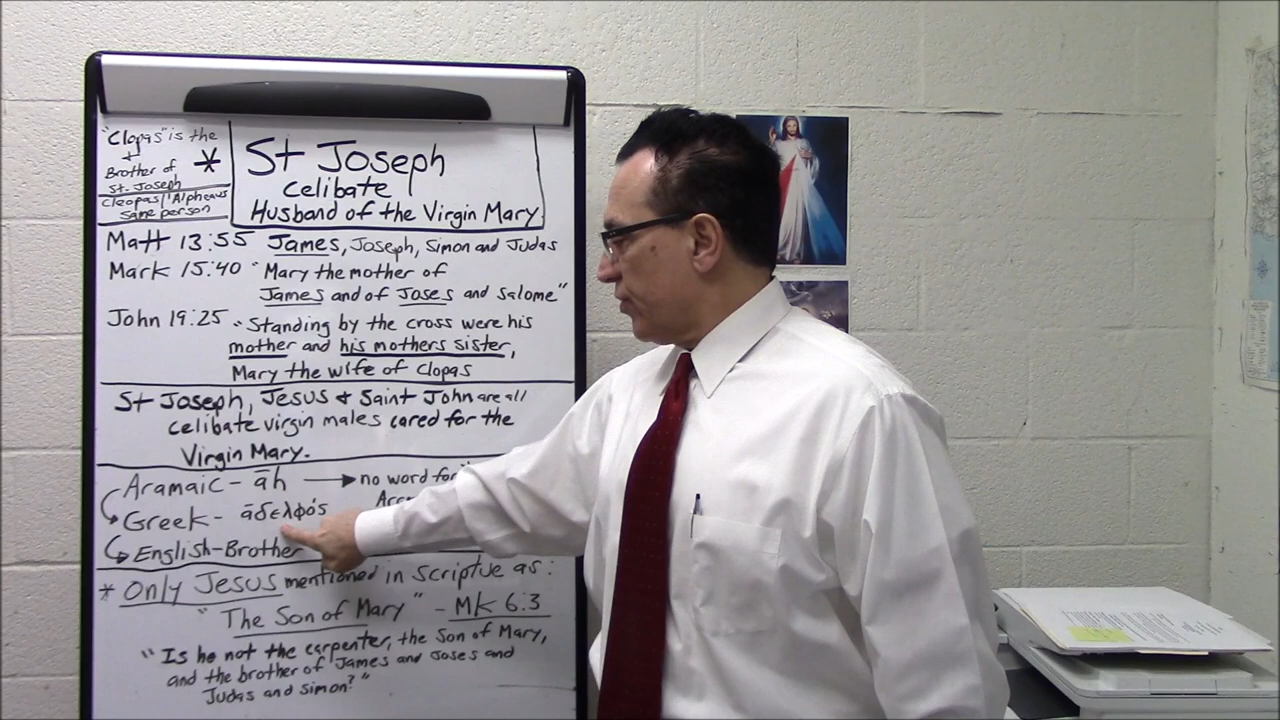 "Clopas" is the
Brother of
St. Joseph
*
Cleopas/'Alphaeus
same person
St Joseph
Celibate
Husband of the Virgin Mary
Matt 13:55 James, Joseph, Simon and Judas
Mark 15:40 "Mary the mother of
James and of Joses and Salome"
John 19:25 "Standing by the cross were his
mother and his mothers sister,
Mary the wife of Clopas
St Joseph, Jesus & Saint John are all
celibate virgin males cared for the
Virgin Mary.
Aramaic - āh → no word for
Greek - āδελφός
English-Brother
* Only Jesus mentioned in Scriptue as:
"The Son of Mary" - Mk 6:3
"Is he not the carpenter, the Son of Mary,
and the brother of James and Joses and
Judas and Simon?"